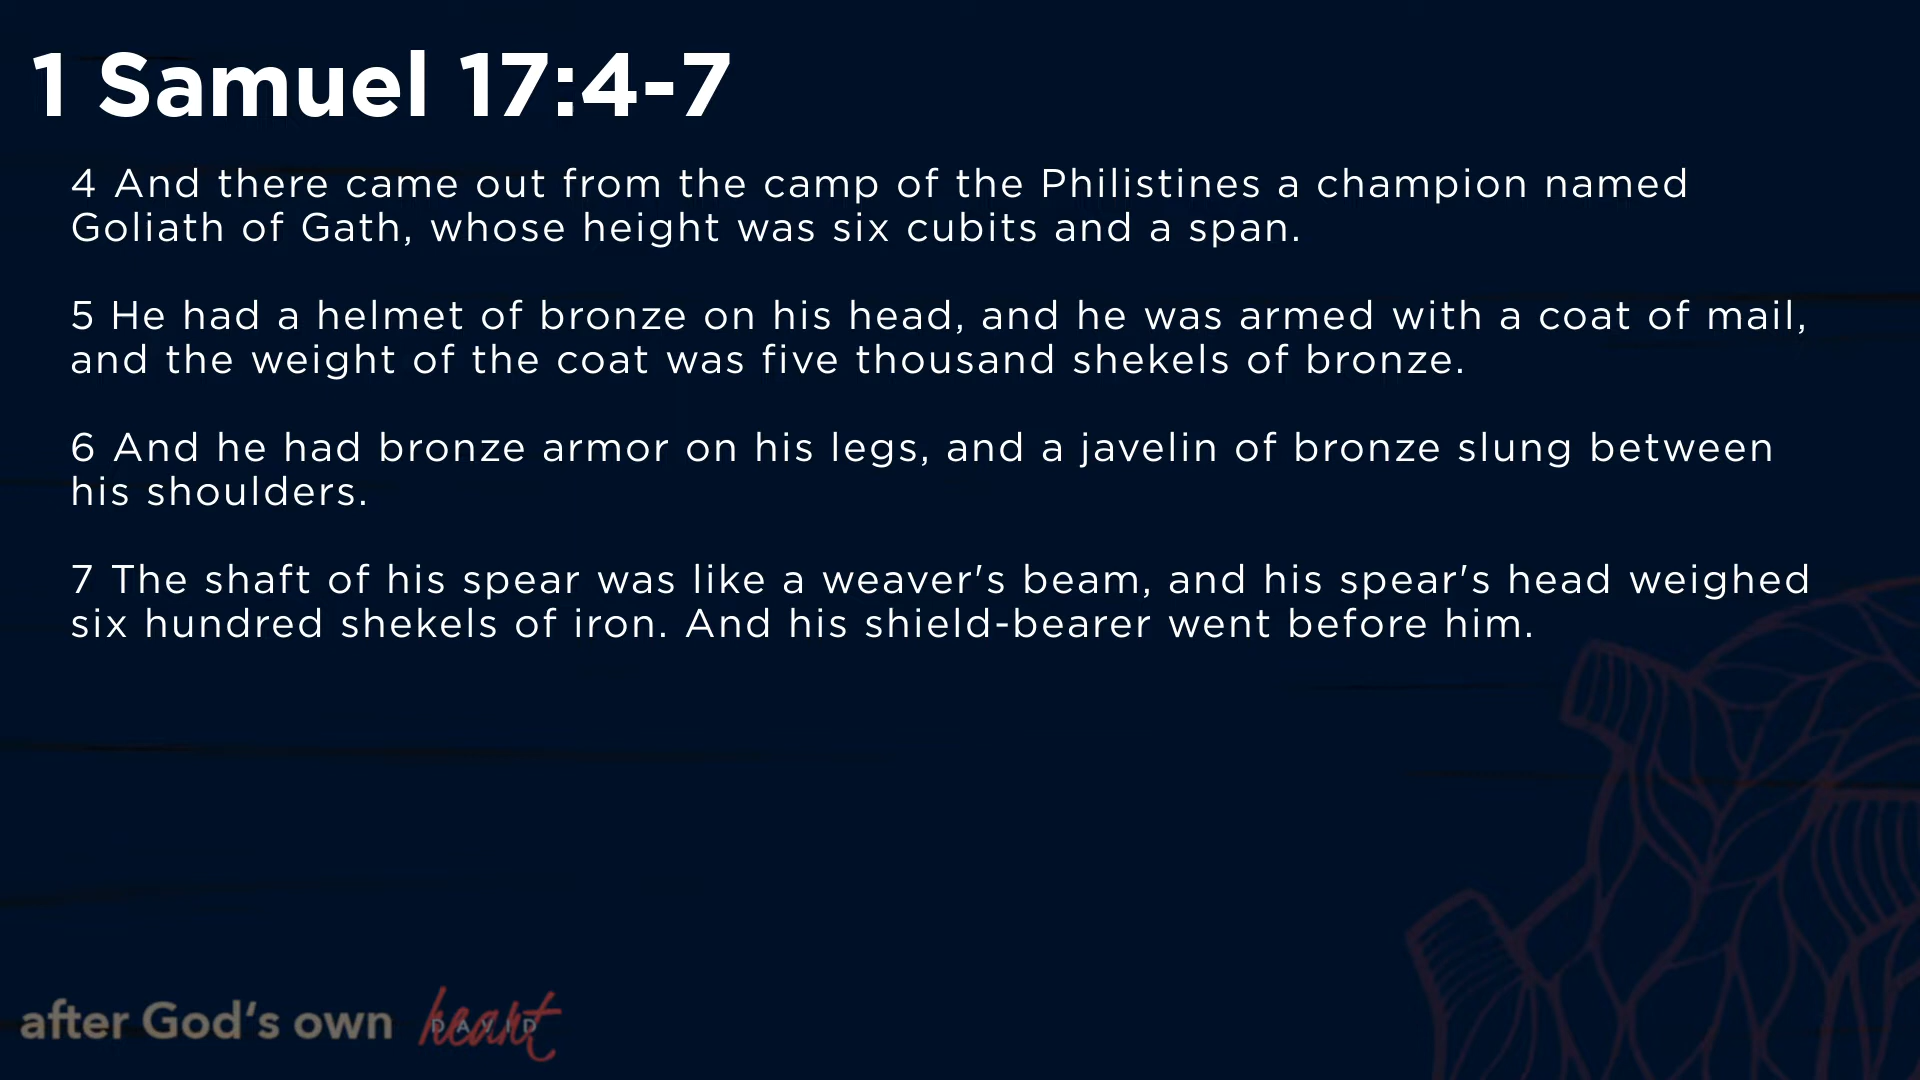 1 Samuel 17:4-7
4 And there came out from the camp of the Philistines a champion named
Goliath of Gath, whose height was six cubits and a span.
5 He had a helmet of bronze on his head, and he was armed with a coat of mail,
and the weight of the coat was five thousand shekels of bronze.
6 And he had bronze armor on his legs, and a javelin of bronze slung between
his shoulders.
7 The shaft of his spear was like a weaver's beam, and his spear's head weighed
six hundred shekels of iron. And his shield-bearer went before him.
after God's own heart
DAVID